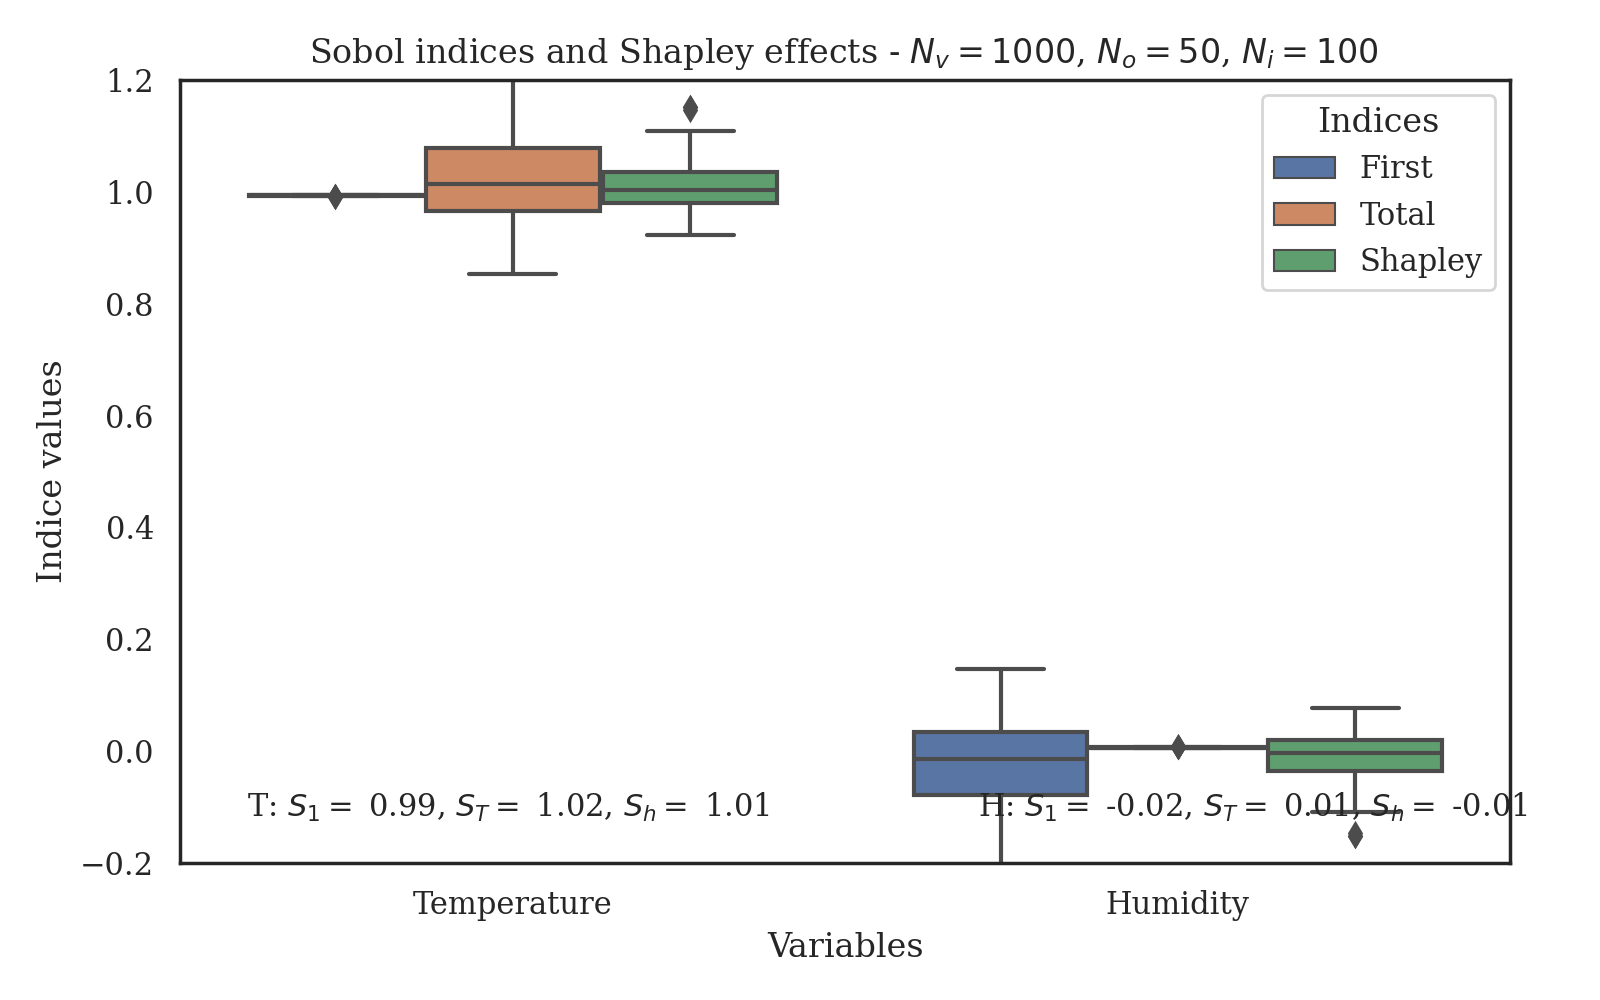 Sobol indices and Shapley effects - N_v = 1000, N_o = 50, N_i = 100
1.2
1.0
0.8
0.6
0.4
0.2
0.0
−0.2
Indice values
Indices
First
Total
Shapley
T: S_1 = 0.99, S_T = 1.02, S_h = 1.01
H: S_1 = -0.02, S_T = 0.01, S_h = -0.01
Temperature
Humidity
Variables